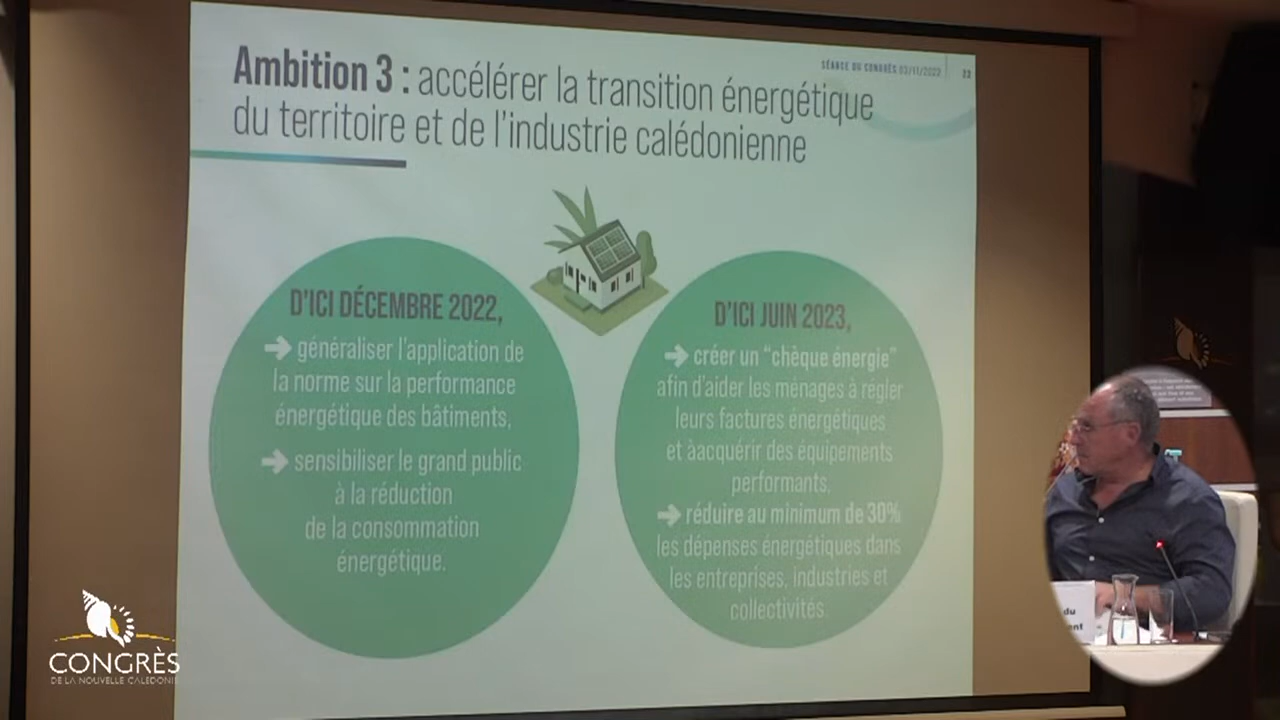 SÉANCE DU CONGRÈS 03/11/2022 23
Ambition 3 : accélérer la transition énergétique
du territoire et de l'industrie calédonienne
D'ICI DÉCEMBRE 2022,
➔ généraliser l'application de
la norme sur la performance
énergétique des bâtiments,
➔ sensibiliser le grand public
à la réduction
de la consommation
énergétique.
D'ICI JUIN 2023,
➔ créer un "chèque énergie"
afin d'aider les ménages à régler
leurs factures énergétiques
et àacquérir des équipements
performants,
➔ réduire au minimum de 30%
les dépenses énergétiques dans
les entreprises, industries et
collectivités.
CONGRÈS
DE LA NOUVELLE CALÉDONIE
du